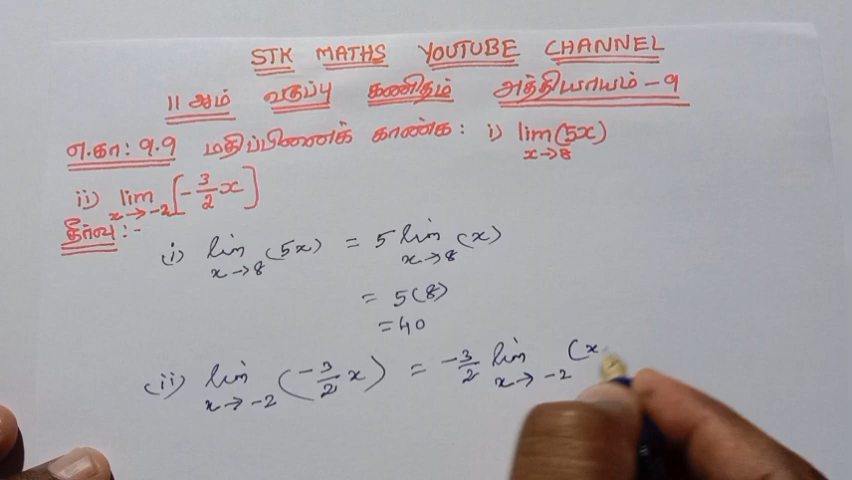 STK MATHS YOUTUBE CHANNEL
11 ஆம் வகுப்பு கணிதம் அத்தியாயம் - 9
எ.கா: 9.9 மதிப்பினைக் காண்க: i) lim(5x)
x→8
ii) lim [-3/2 x]
x→-2
தீர்வு:-
(i) lim (5x) = 5 lim (x)
x→8 x→8
= 5(8)
= 40
(ii) lim (-3/2 x) = -3/2 lim (x
x→-2 x→-2